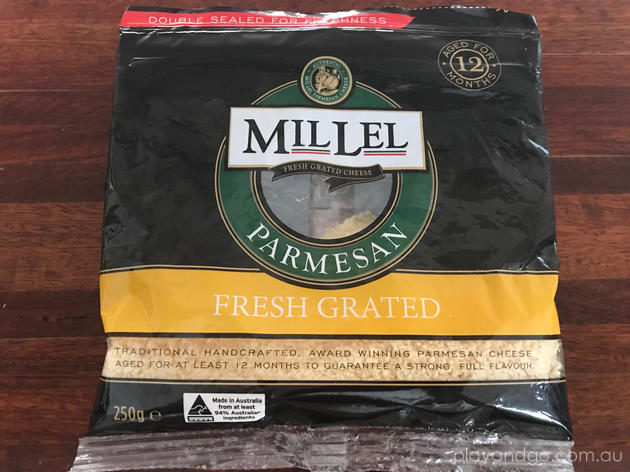 DOUBLE SEALED FOR FRESHNESS
AGED FOR
12
MONTHS
AUTHENTIC
MILLEL
FRESH GRATED CHEESE
PARMESAN
FRESH GRATED
TRADITIONAL HANDCRAFTED, AWARD WINNING PARMESAN CHEESE
AGED FOR AT LEAST 12 MONTHS TO GUARANTEE A STRONG, FULL FLAVOUR.
250g e
Made in Australia
from at least
94% Australian
ingredients
playandgo.com.au